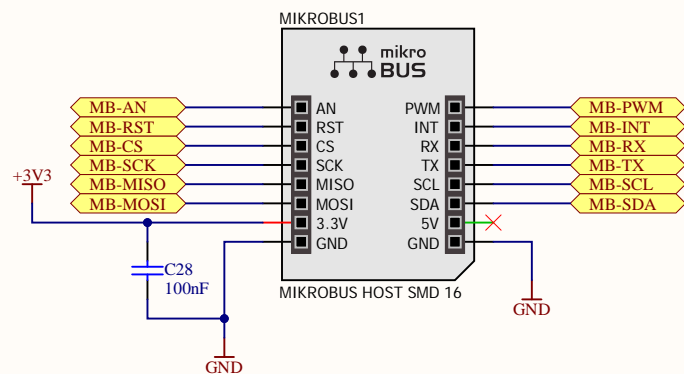 MIKROBUS1
mikro
BUS
MB-AN AN PWM MB-PWM
MB-RST RST INT MB-INT
MB-CS CS RX MB-RX
MB-SCK SCK TX MB-TX
+3V3
MB-MISO MISO SCL MB-SCL
MB-MOSI MOSI SDA MB-SDA
3.3V 5V
GND GND
C28
100nF
MIKROBUS HOST SMD 16
GND
GND